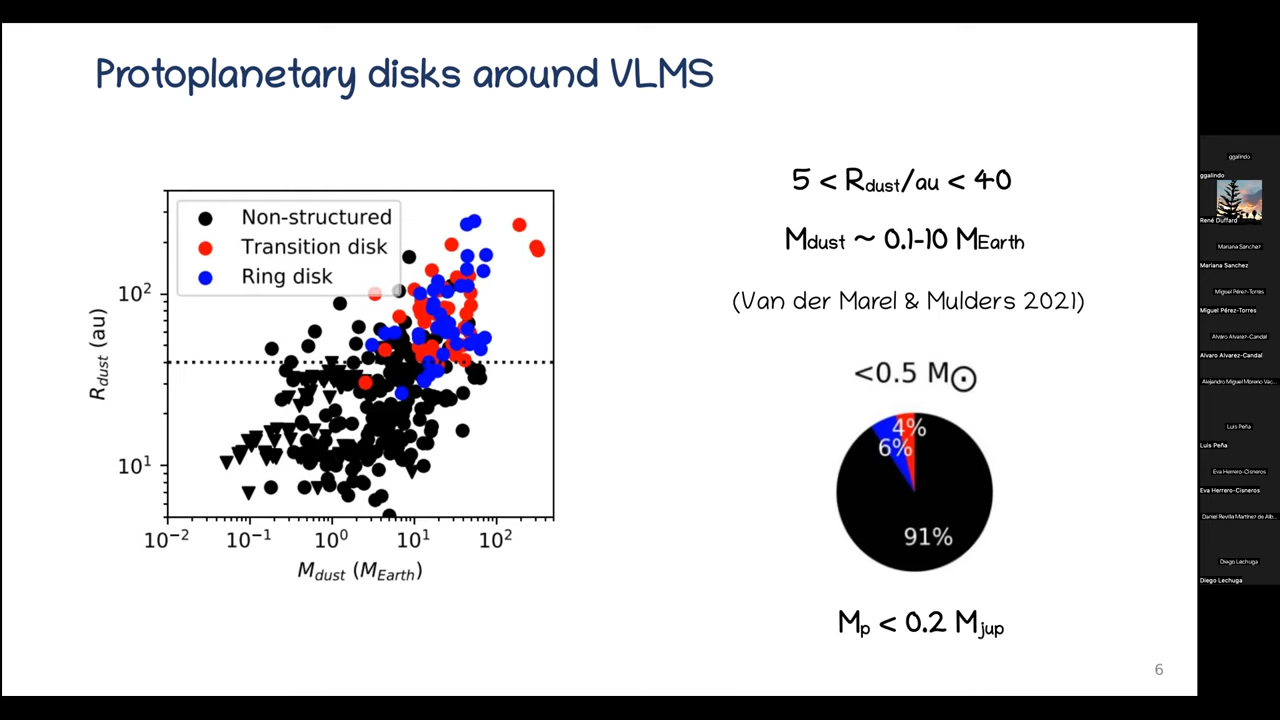 Protoplanetary disks around VLMS
Non-structured
Transition disk
Ring disk
10²
10¹
R_dust (au)
10⁻² 10⁻¹ 10⁰ 10¹ 10²
M_dust (M_Earth)
5 < R_dust/au < 40
M_dust ~ 0.1-10 M_Earth
(Van der Marel & Mulders 2021)
<0.5 M☉
4%
6%
91%
M_p < 0.2 M_jup
6
ggalindo
ggalindo
René Duffard
Mariana Sanchez
Mariana Sanchez
Miguel Pérez-Torres
Miguel Pérez-Torres
Alvaro Alvarez-Candal
Alvaro Alvarez-Candal
Alejandro Miguel Moreno Vac...
Luis Peña
Luis Peña
Eva Herrero-Cisneros
Eva Herrero-Cisneros
Daniel Revilla Martínez de Alb...
Diego Lechuga
Diego Lechuga